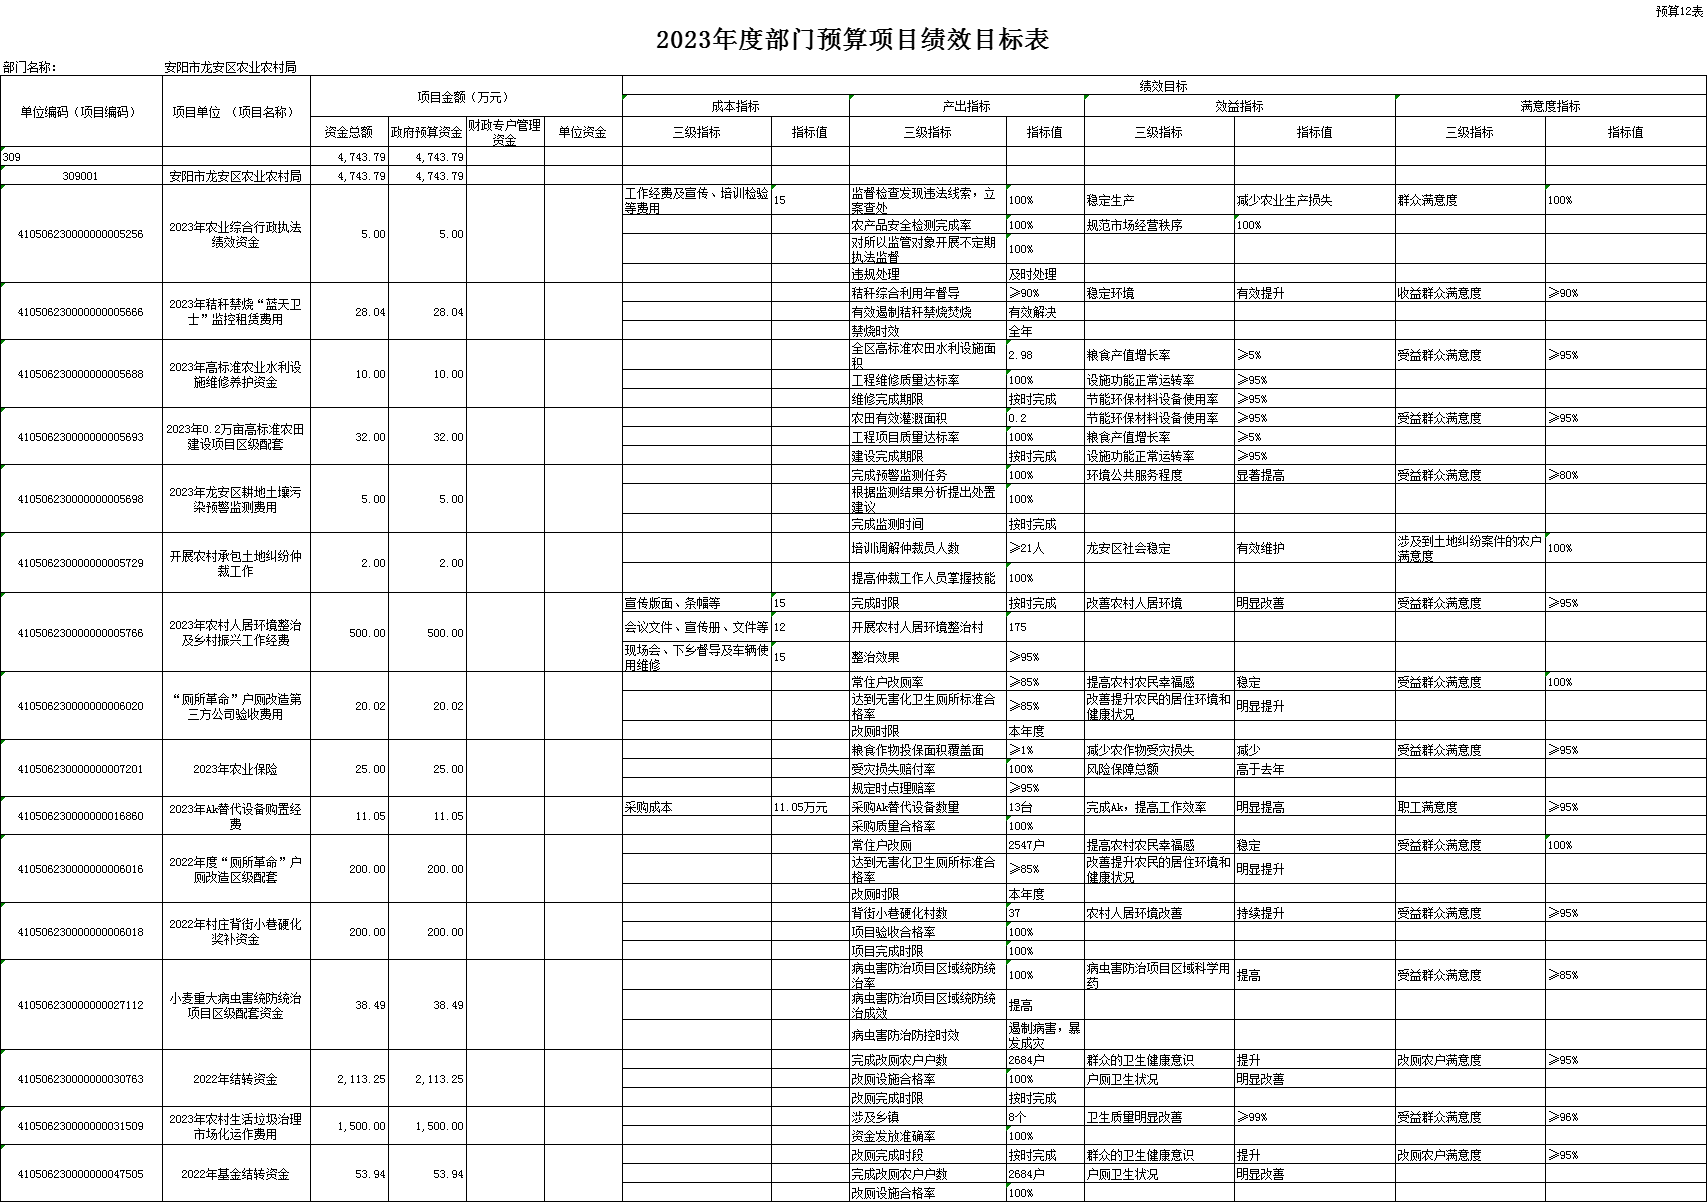 预算12表
2023年度部门预算项目绩效目标表
部门名称: 安阳市龙安区农业农村局
单位编码（项目编码） 项目单位 （项目名称） 项目金额（万元） 绩效目标
成本指标 产出指标 效益指标 满意度指标
资金总额 政府预算资金 财政专户管理资金 单位资金 三级指标 指标值 三级指标 指标值 三级指标 指标值 三级指标 指标值
309 4,743.79 4,743.79
309001 安阳市龙安区农业农村局 4,743.79 4,743.79
410506230000000005256 2023年农业综合行政执法绩效资金 5.00 5.00 工作经费及宣传、培训检验等费用 15 监督检查发现违法线索，立案查处 100% 稳定生产 减少农业生产损失 群众满意度 100%
农产品安全检测完成率 100% 规范市场经营秩序 100%
对所以监管对象开展不定期执法监督 100%
违规处理 及时处理
410506230000000005666 2023年秸秆禁烧“蓝天卫士”监控租赁费用 28.04 28.04 秸秆综合利用年督导 ≥90% 稳定环境 有效提升 收益群众满意度 ≥90%
有效遏制秸秆禁烧焚烧 有效解决
禁烧时效 全年
410506230000000005688 2023年高标准农业水利设施维修养护资金 10.00 10.00 全区高标准农田水利设施面积 2.98 粮食产值增长率 ≥5% 受益群众满意度 ≥95%
工程维修质量达标率 100% 设施功能正常运转率 ≥95%
维修完成期限 按时完成 节能环保材料设备使用率 ≥95%
410506230000000005693 2023年0.2万亩高标准农田建设项目区级配套 32.00 32.00 农田有效灌溉面积 0.2 节能环保材料设备使用率 ≥95% 受益群众满意度 ≥95%
工程项目质量达标率 100% 粮食产值增长率 ≥5%
建设完成期限 按时完成 设施功能正常运转率 ≥95%
410506230000000005698 2023年龙安区耕地土壤污染预警监测费用 5.00 5.00 完成预警监测任务 100% 环境公共服务程度 显著提高 受益群众满意度 ≥80%
根据监测结果分析提出处置建议 100%
完成监测时间 按时完成
410506230000000005729 开展农村承包土地纠纷仲裁工作 2.00 2.00 培训调解仲裁员人数 ≥21人 龙安区社会稳定 有效维护 涉及到土地纠纷案件的农户满意度 100%
提高仲裁工作人员掌握技能 100%
410506230000000005766 2023年农村人居环境整治及乡村振兴工作经费 500.00 500.00 宣传版面、条幅等 15 完成时限 按时完成 改善农村人居环境 明显改善 受益群众满意度 ≥95%
会议文件、宣传册、文件等 12 开展农村人居环境整治村 175
现场会、下乡督导及车辆使用维修 15 整治效果 ≥95%
410506230000000006020 “厕所革命”户厕改造第三方公司验收费用 20.02 20.02 常住户改厕率 ≥85% 提高农村农民幸福感 稳定 受益群众满意度 100%
达到无害化卫生厕所标准合格率 ≥85% 改善提升农民的居住环境和健康状况 明显提升
改厕时限 本年度
410506230000000007201 2023年农业保险 25.00 25.00 粮食作物投保面积覆盖面 ≥1% 减少农作物受灾损失 减少 受益群众满意度 ≥95%
受灾损失赔付率 100% 风险保障总额 高于去年
规定时点理赔率 ≥95%
410506230000000016860 2023年Ak替代设备购置经费 11.05 11.05 采购成本 11.05万元 采购Ak替代设备数量 13台 完成Ak，提高工作效率 明显提高 职工满意度 ≥95%
采购质量合格率 100%
410506230000000006016 2022年度“厕所革命”户厕改造区级配套 200.00 200.00 常住户改厕 2547户 提高农村农民幸福感 稳定 受益群众满意度 100%
达到无害化卫生厕所标准合格率 ≥85% 改善提升农民的居住环境和健康状况 明显提升
改厕时限 本年度
410506230000000006018 2022年村庄背街小巷硬化奖补资金 200.00 200.00 背街小巷硬化村数 37 农村人居环境改善 持续提升 受益群众满意度 ≥95%
项目验收合格率 100%
项目完成时限 100%
410506230000000027112 小麦重大病虫害统防统治项目区级配套资金 38.49 38.49 病虫害防治项目区域统防统治率 100% 病虫害防治项目区域科学用药 提高 受益群众满意度 ≥85%
病虫害防治项目区域统防统治成效 提高
病虫害防治防控时效 遏制病害，暴发成灾
410506230000000030763 2022年结转资金 2,113.25 2,113.25 完成改厕农户户数 2684户 群众的卫生健康意识 提升 改厕农户满意度 ≥95%
改厕设施合格率 100% 户厕卫生状况 明显改善
改厕完成时限 按时完成
410506230000000031509 2023年农村生活垃圾治理市场化运作费用 1,500.00 1,500.00 涉及乡镇 8个 卫生质量明显改善 ≥99% 受益群众满意度 ≥96%
资金发放准确率 100%
410506230000000047505 2022年基金结转资金 53.94 53.94 改厕完成时段 按时完成 群众的卫生健康意识 提升 改厕农户满意度 ≥95%
完成改厕农户户数 2684户 户厕卫生状况 明显改善
改厕设施合格率 100%